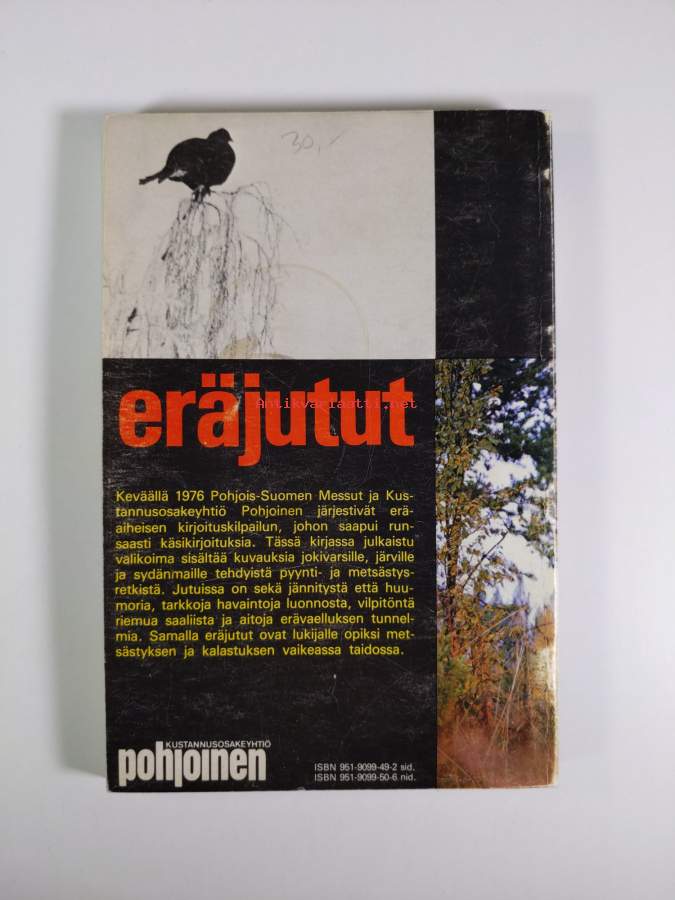 30,-
eräjutut
Antikvariaatti.net
Keväällä 1976 Pohjois-Suomen Messut ja Kus-
tannusosakeyhtiö Pohjoinen järjestivät erä-
aiheisen kirjoituskilpailun, johon saapui run-
saasti käsikirjoituksia. Tässä kirjassa julkaistu
valikoima sisältää kuvauksia jokivarsille, järville
ja sydänmaille tehdyistä pyynti- ja metsästys-
retkistä. Jutuissa on sekä jännitystä että huu-
moria, tarkkoja havaintoja luonnosta, vilpitöntä
riemua saaliista ja aitoja erävaelluksen tunnel-
mia. Samalla eräjutut ovat lukijalle opiksi met-
sästyksen ja kalastuksen vaikeassa taidossa.
KUSTANNUSOSAKEYHTIÖ
pohjoinen
ISBN 951-9099-49-2 sid.
ISBN 951-9099-50-6 nid.